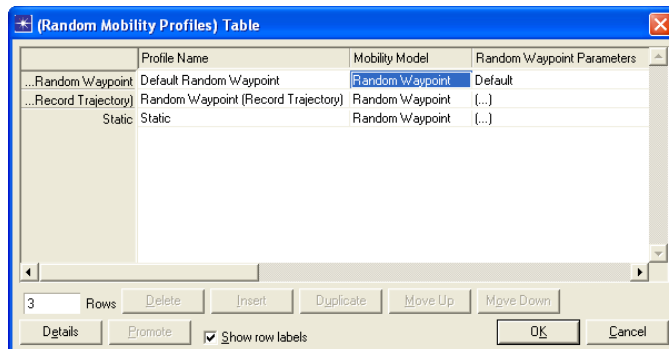 (Random Mobility Profiles) Table
Profile Name Mobility Model Random Waypoint Parameters
...Random Waypoint Default Random Waypoint Random Waypoint Default
...Record Trajectory) Random Waypoint (Record Trajectory) Random Waypoint (...)
Static Static Random Waypoint (...)
3 Rows Delete Insert Duplicate Move Up Move Down
Details Promote Show row labels OK Cancel